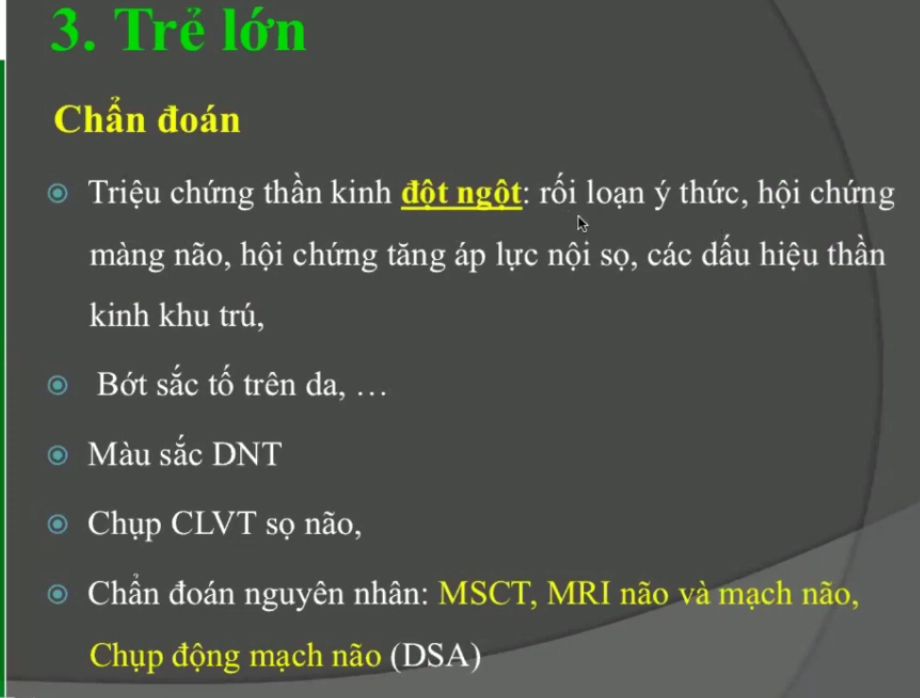 3. Trẻ lớn
Chẩn đoán
Triệu chứng thần kinh đột ngột: rối loạn ý thức, hội chứng
màng não, hội chứng tăng áp lực nội sọ, các dấu hiệu thần
kinh khu trú,
Bớt sắc tố trên da, …
Màu sắc DNT
Chụp CLVT sọ não,
Chẩn đoán nguyên nhân: MSCT, MRI não và mạch não,
Chụp động mạch não (DSA)